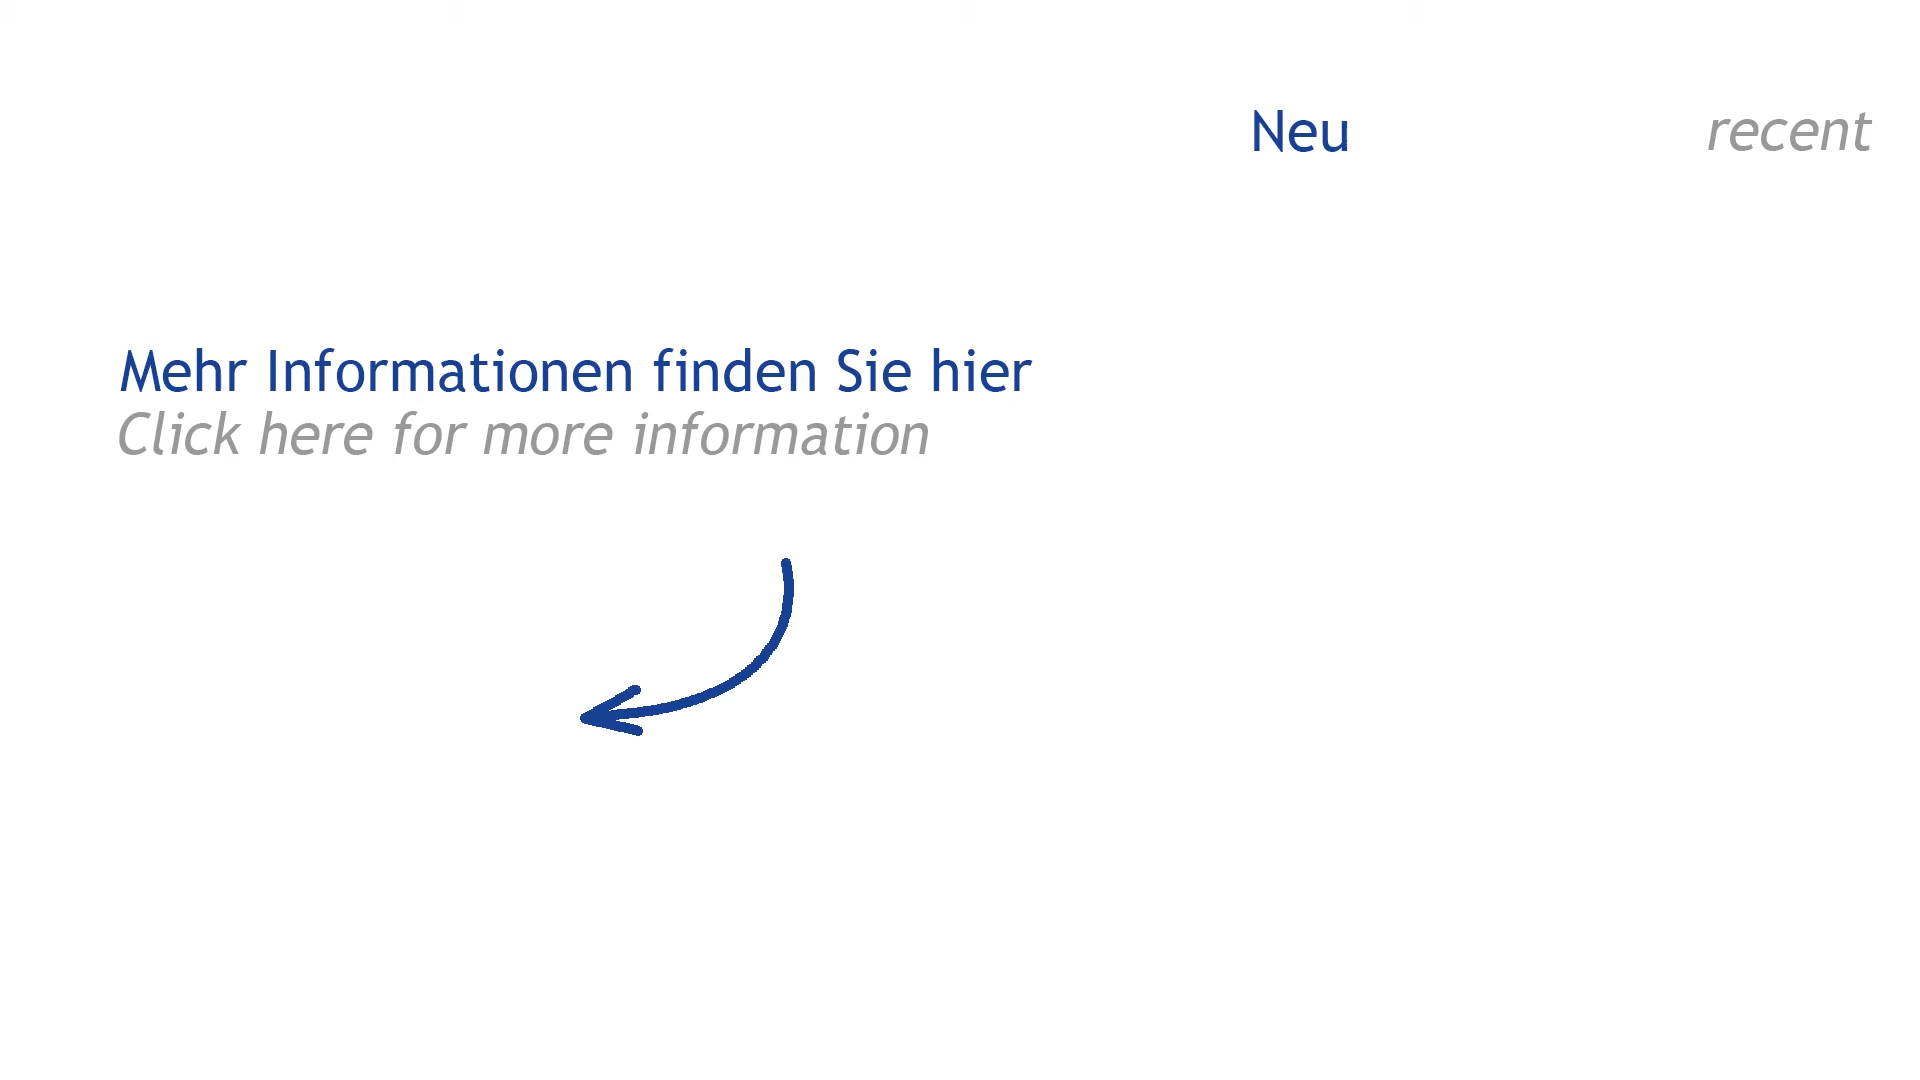 Neu recent
Mehr Informationen finden Sie hier
Click here for more information